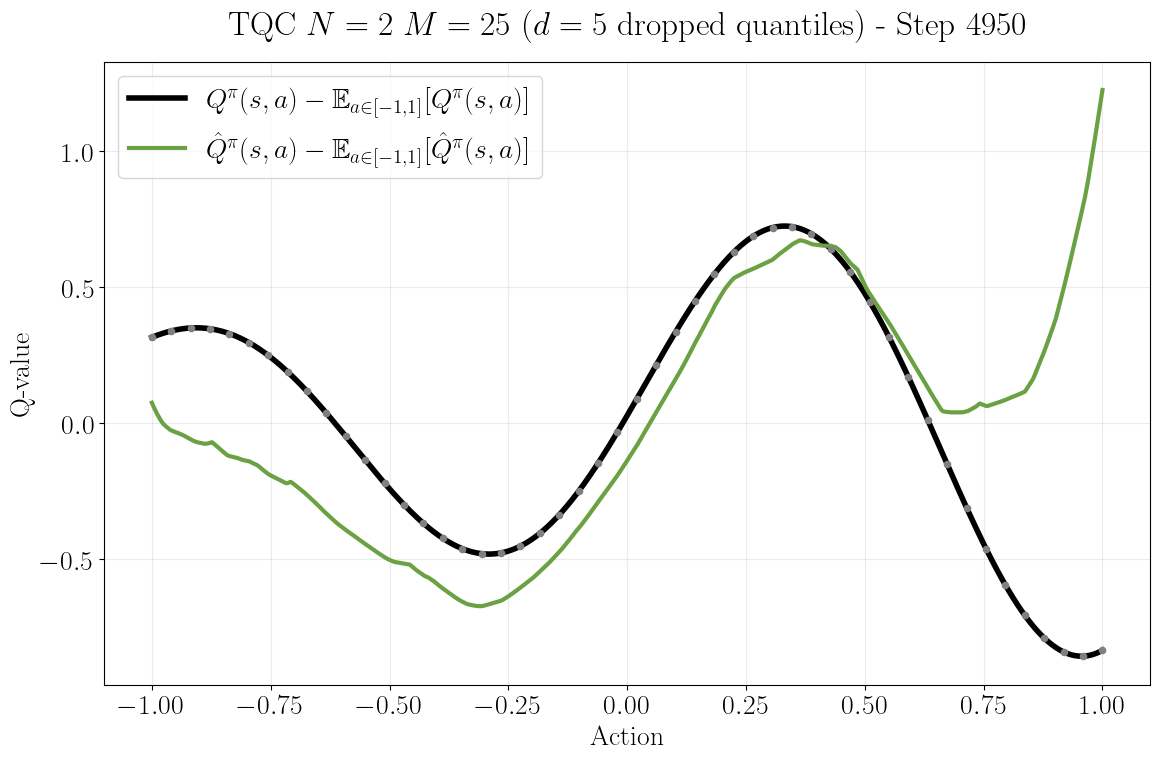 TQC N = 2 M = 25 (d = 5 dropped quantiles) - Step 4950
Q^π(s, a) − 𝔼_{a∈[−1,1]}[Q^π(s, a)]
Q̂^π(s, a) − 𝔼_{a∈[−1,1]}[Q̂^π(s, a)]
Q-value
1.0
0.5
0.0
−0.5
−1.00 −0.75 −0.50 −0.25 0.00 0.25 0.50 0.75 1.00
Action